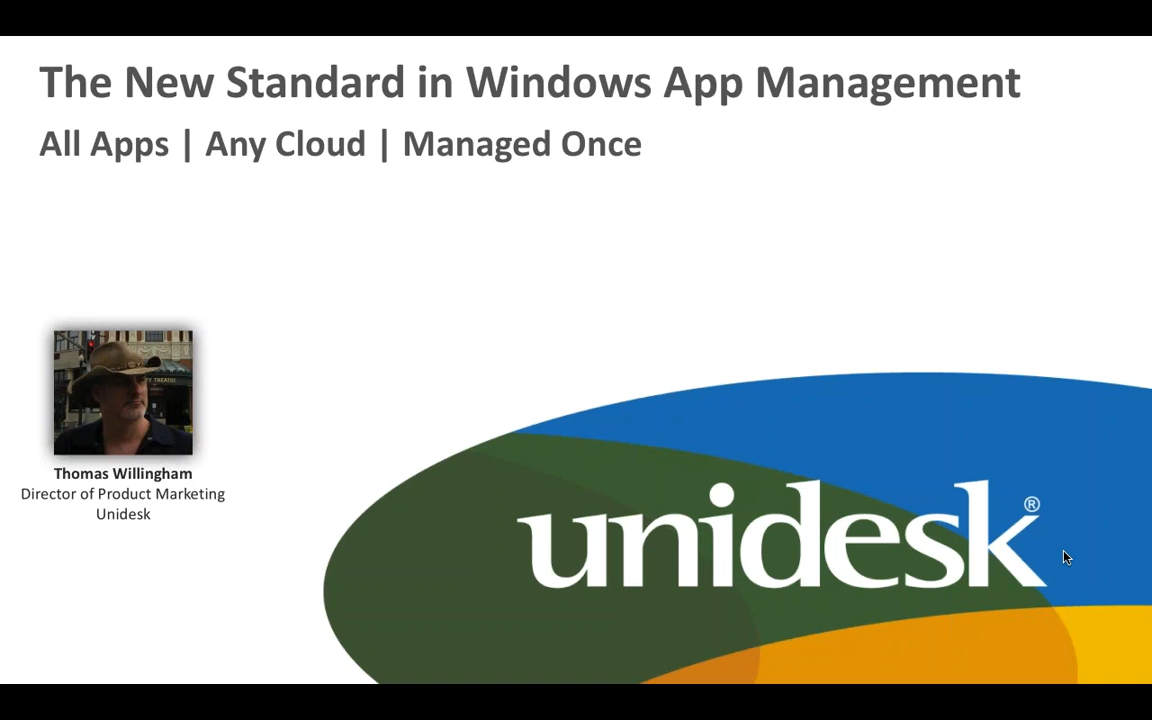 The New Standard in Windows App Management
All Apps | Any Cloud | Managed Once
Thomas Willingham
Director of Product Marketing
Unidesk
unidesk®